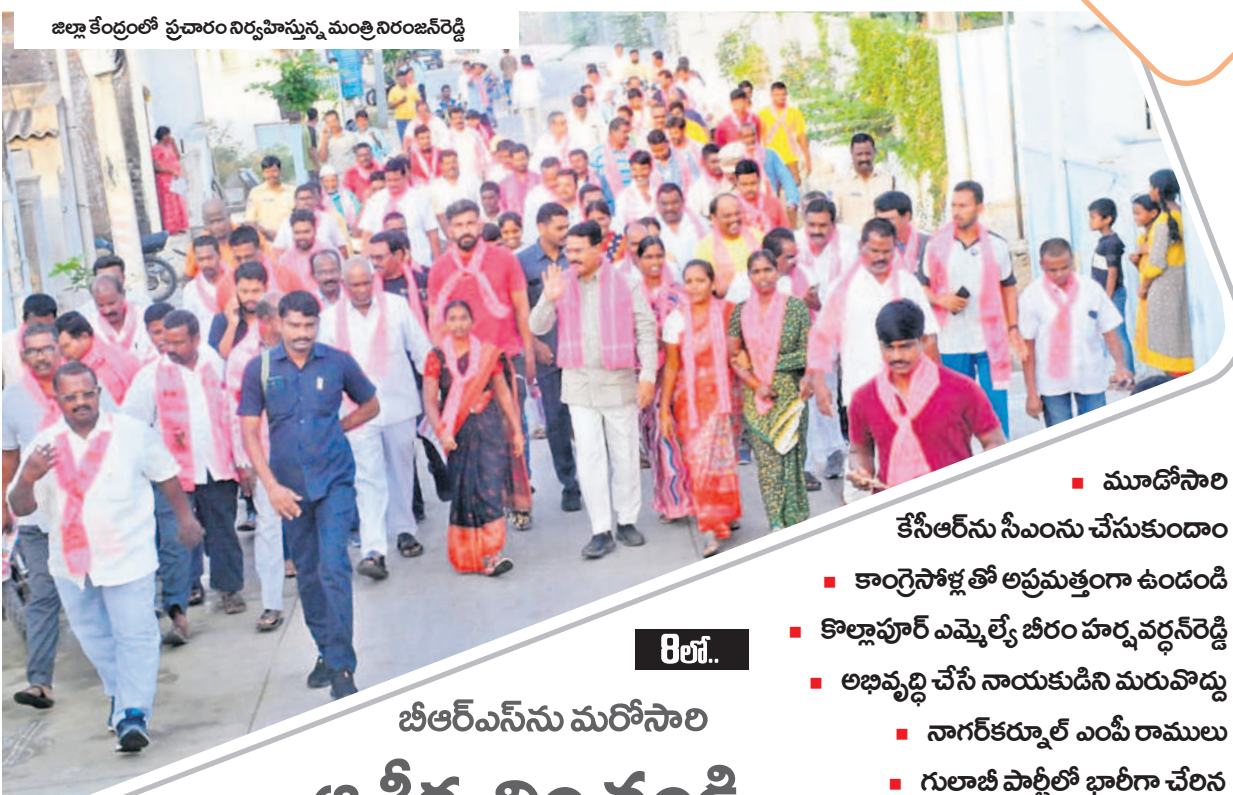 జిల్లా కేంద్రంలో ప్రచారం నిర్వహిస్తున్న మంత్రి నిరంజన్‌రెడ్డి
మూడోసారి
కేసీఆర్‌ను సీఎంను చేసుకుందాం
కాంగ్రెసోళ్లతో అప్రమత్తంగా ఉండండి
కొల్లాపూర్ ఎమ్మెల్యే బీరం హర్షవర్ధన్‌రెడ్డి
అభివృద్ధి చేసే నాయకుడిని మరువొద్దు
నాగర్‌కర్నూల్ ఎంపీ రాములు
గులాబీ పార్టీలో భారీగా చేరిన
8లో..
బీఆర్ఎస్‌ను మరోసారి